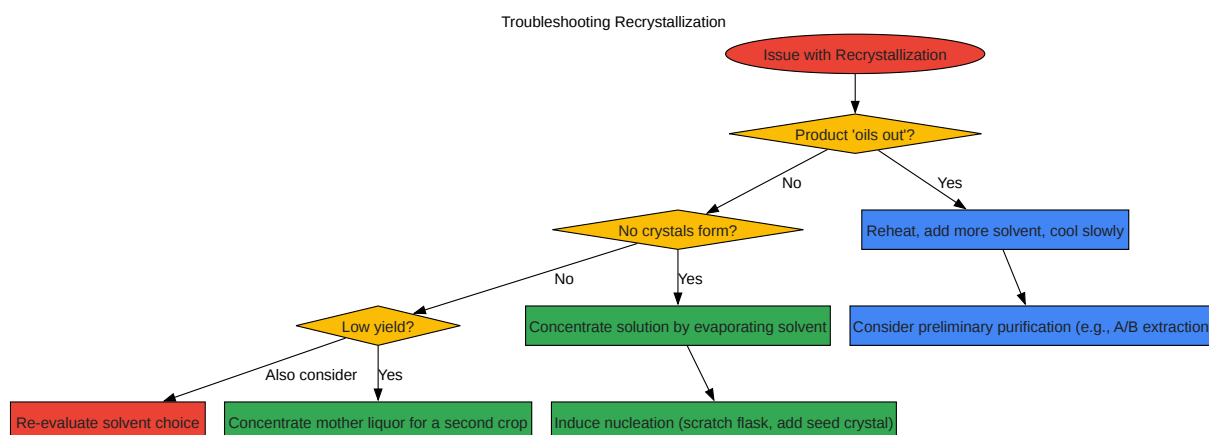 Troubleshooting Recrystallization
Issue with Recrystallization
Product 'oils out'?
No
Yes
No crystals form?
Reheat, add more solvent, cool slowly
No
Yes
Low yield?
Concentrate solution by evaporating solvent
Consider preliminary purification (e.g., A/B extraction
Also consider
Yes
Re-evaluate solvent choice
Concentrate mother liquor for a second crop
Induce nucleation (scratch flask, add seed crystal)